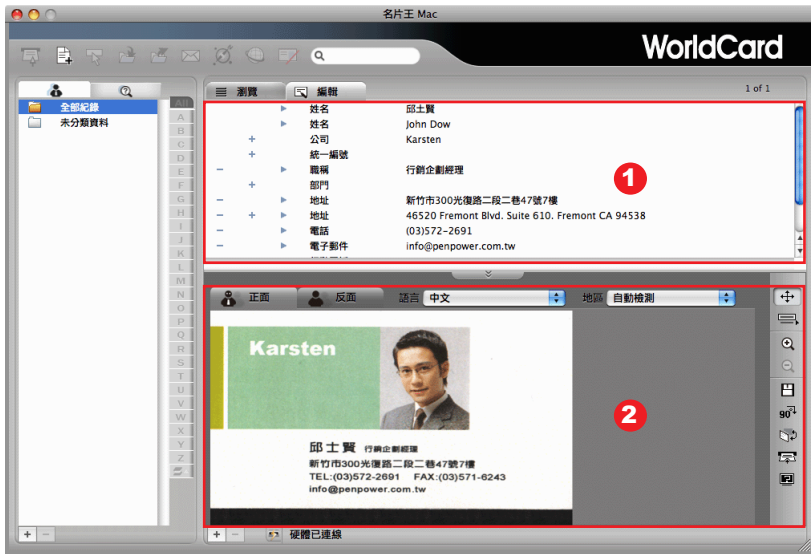 名片王 Mac
WorldCard
瀏覽
編輯
1 of 1
全部紀錄
未分類資料
All
A
B
C
D
E
F
G
H
I
J
K
L
M
N
O
P
Q
R
S
T
U
V
W
X
Y
Z
姓名 邱士賢
姓名 John Dow
公司 Karsten
統一編號
職稱 行銷企劃經理
部門
地址 新竹市300光復路二段二巷47號7樓
地址 46520 Fremont Blvd. Suite 610. Fremont CA 94538
電話 (03)572-2691
電子郵件 info@penpower.com.tw
1
正面
反面
語言 中文
地區 自動檢測
Karsten
邱士賢 行銷企劃經理
新竹市300光復路二段二巷47號7樓
TEL:(03)572-2691 FAX:(03)571-6243
info@penpower.com.tw
2
90
硬體已連線